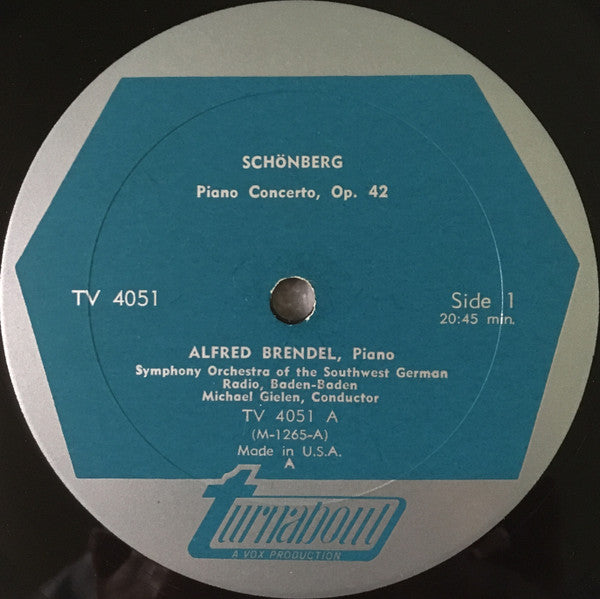 SCHÖNBERG
Piano Concerto, Op. 42
TV 4051
Side 1
20:45 min.
ALFRED BRENDEL, Piano
Symphony Orchestra of the Southwest German
Radio, Baden-Baden
Michael Gielen, Conductor
TV 4051 A
(M-1265-A)
Made in U.S.A.
A
turnabout
A VOX PRODUCTION